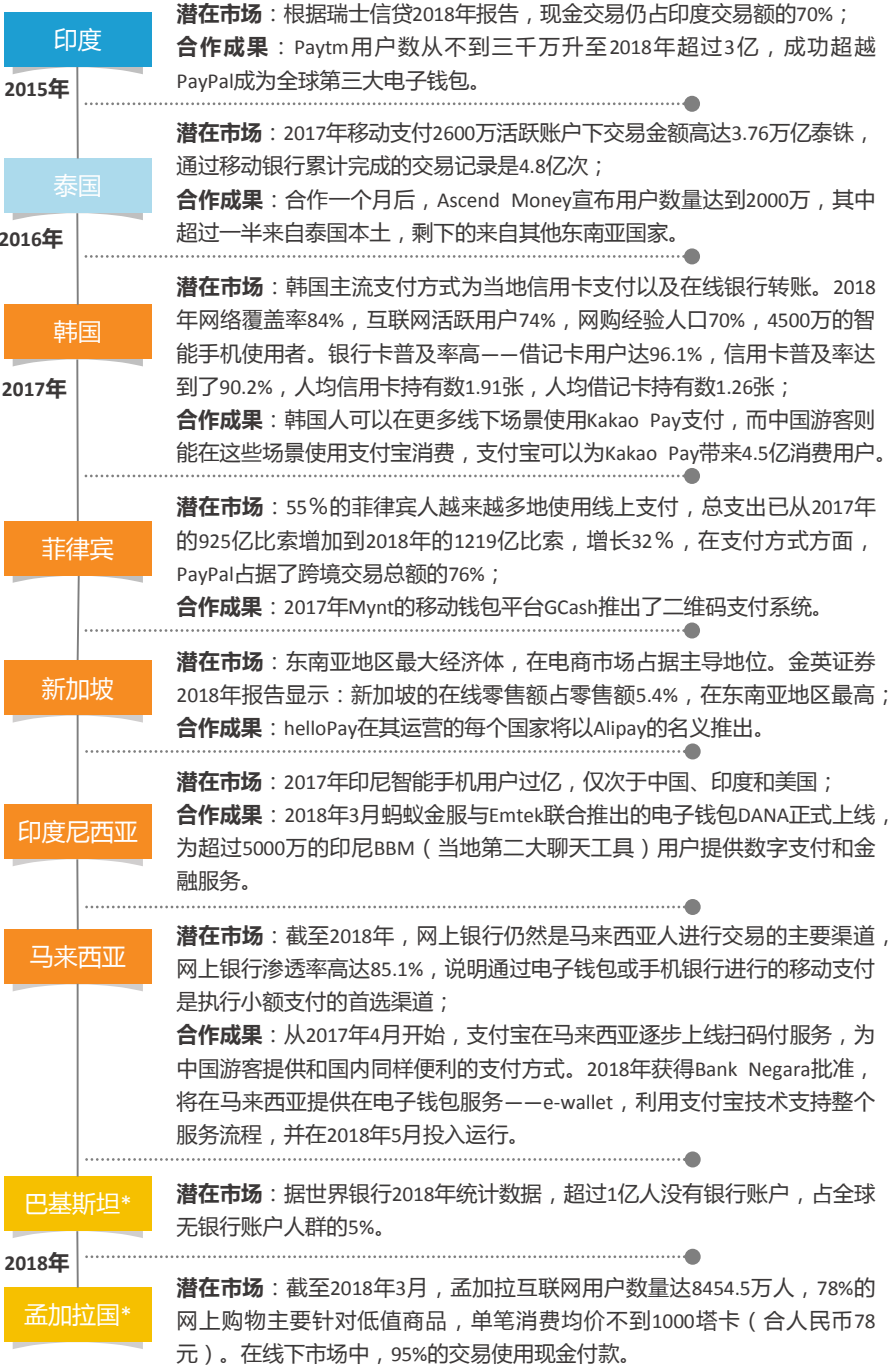 印度
2015年
潜在市场：根据瑞士信贷2018年报告，现金交易仍占印度交易额的70%；
合作成果：Paytm用户数从不到三千万升至2018年超过3亿，成功超越
PayPal成为全球第三大电子钱包。
泰国
2016年
潜在市场：2017年移动支付2600万活跃账户下交易金额高达3.76万亿泰铢，
通过移动银行累计完成的交易记录是4.8亿次；
合作成果：合作一个月后，Ascend Money宣布用户数量达到2000万，其中
超过一半来自泰国本土，剩下的来自其他东南亚国家。
韩国
2017年
潜在市场：韩国主流支付方式为当地信用卡支付以及在线银行转账。2018
年网络覆盖率84%，互联网活跃用户74%，网购经验人口70%，4500万的智
能手机使用者。银行卡普及率高——借记卡用户达96.1%，信用卡普及率达
到了90.2%，人均信用卡持有数1.91张，人均借记卡持有数1.26张；
合作成果：韩国人可以在更多线下场景使用Kakao Pay支付，而中国游客则
能在这些场景使用支付宝消费，支付宝可以为Kakao Pay带来4.5亿消费用户。
菲律宾
潜在市场：55％的菲律宾人越来越多地使用线上支付，总支出已从2017年
的925亿比索增加到2018年的1219亿比索，增长32％，在支付方式方面，
PayPal占据了跨境交易总额的76%；
合作成果：2017年Mynt的移动钱包平台GCash推出了二维码支付系统。
新加坡
潜在市场：东南亚地区最大经济体，在电商市场占据主导地位。金英证券
2018年报告显示：新加坡的在线零售额占零售额5.4%，在东南亚地区最高；
合作成果：helloPay在其运营的每个国家将以Alipay的名义推出。
印度尼西亚
潜在市场：2017年印尼智能手机用户过亿，仅次于中国、印度和美国；
合作成果：2018年3月蚂蚁金服与Emtek联合推出的电子钱包DANA正式上线，
为超过5000万的印尼BBM（当地第二大聊天工具）用户提供数字支付和金
融服务。
马来西亚
潜在市场：截至2018年，网上银行仍然是马来西亚人进行交易的主要渠道，
网上银行渗透率高达85.1%，说明通过电子钱包或手机银行进行的移动支付
是执行小额支付的首选渠道；
合作成果：从2017年4月开始，支付宝在马来西亚逐步上线扫码付服务，为
中国游客提供和国内同样便利的支付方式。2018年获得Bank Negara批准，
将在马来西亚提供在电子钱包服务——e-wallet，利用支付宝技术支持整个
服务流程，并在2018年5月投入运行。
巴基斯坦*
2018年
潜在市场：据世界银行2018年统计数据，超过1亿人没有银行账户，占全球
无银行账户人群的5%。
孟加拉国*
潜在市场：截至2018年3月，孟加拉互联网用户数量达8454.5万人，78%的
网上购物主要针对低值商品，单笔消费均价不到1000塔卡（合人民币78
元）。在线下市场中，95%的交易使用现金付款。